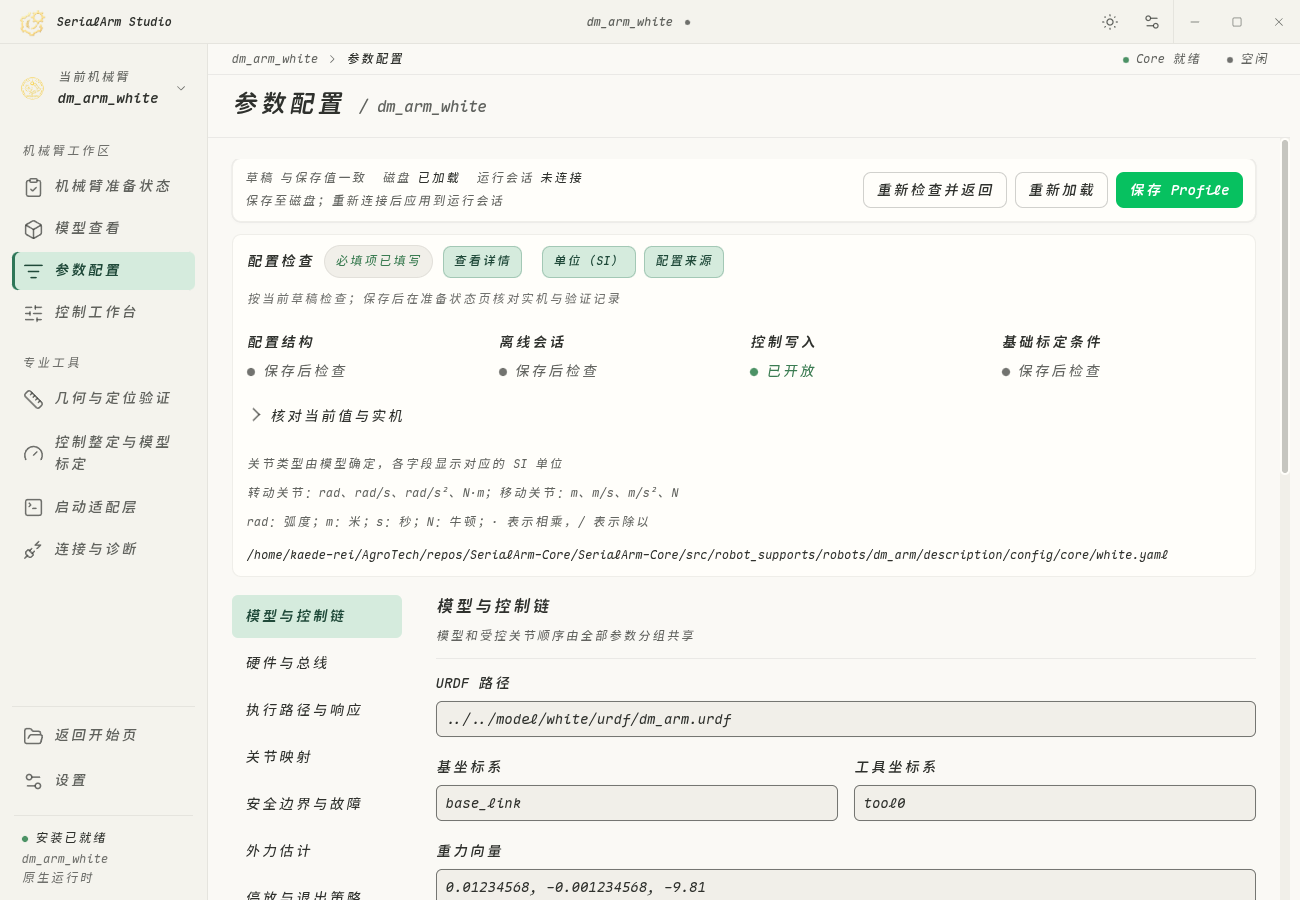 SerialArm Studio
dm_arm_white
当前机械臂
dm_arm_white
机械臂工作区
机械臂准备状态
模型查看
参数配置
控制工作台
专业工具
几何与定位验证
控制整定与模型
标定
启动适配层
连接与诊断
返回开始页
设置
安装已就绪
dm_arm_white
原生运行时
dm_arm_white > 参数配置
Core 就绪 空闲
参数配置 / dm_arm_white
草稿 与保存值一致 磁盘 已加载 运行会话 未连接
保存至磁盘; 重新连接后应用到运行会话
重新检查并返回 重新加载 保存 Profile
配置检查 必填项已填写 查看详情 单位 (SI) 配置来源
按当前草稿检查; 保存后在准备状态页核对实机与验证记录
配置结构 离线会话 控制写入 基础标定条件
保存后检查 保存后检查 已开放 保存后检查
核对当前值与实机
关节类型由模型确定, 各字段显示对应的 SI 单位
转动关节: rad、rad/s、rad/s²、N·m; 移动关节: m、m/s、m/s²、N
rad: 弧度; m: 米; s: 秒; N: 牛顿; · 表示相乘, / 表示除以
/home/kaede-rei/AgroTech/repos/SerialArm-Core/SerialArm-Core/src/robot_supports/robots/dm_arm/description/config/core/white.yaml
模型与控制链
硬件与总线
执行路径与响应
关节映射
安全边界与故障
外力估计
停放与退出策略
模型与控制链
模型和受控关节顺序由全部参数分组共享
URDF 路径
../../model/white/urdf/dm_arm.urdf
基坐标系 工具坐标系
base_link tool0
重力向量
0.01234568, -0.001234568, -9.81